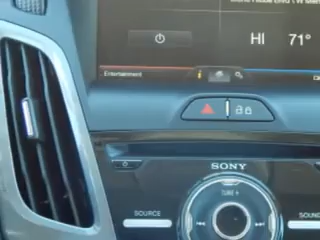 HI 71°
Entertainment
SONY
TUNE +
SOURCE
SOUND